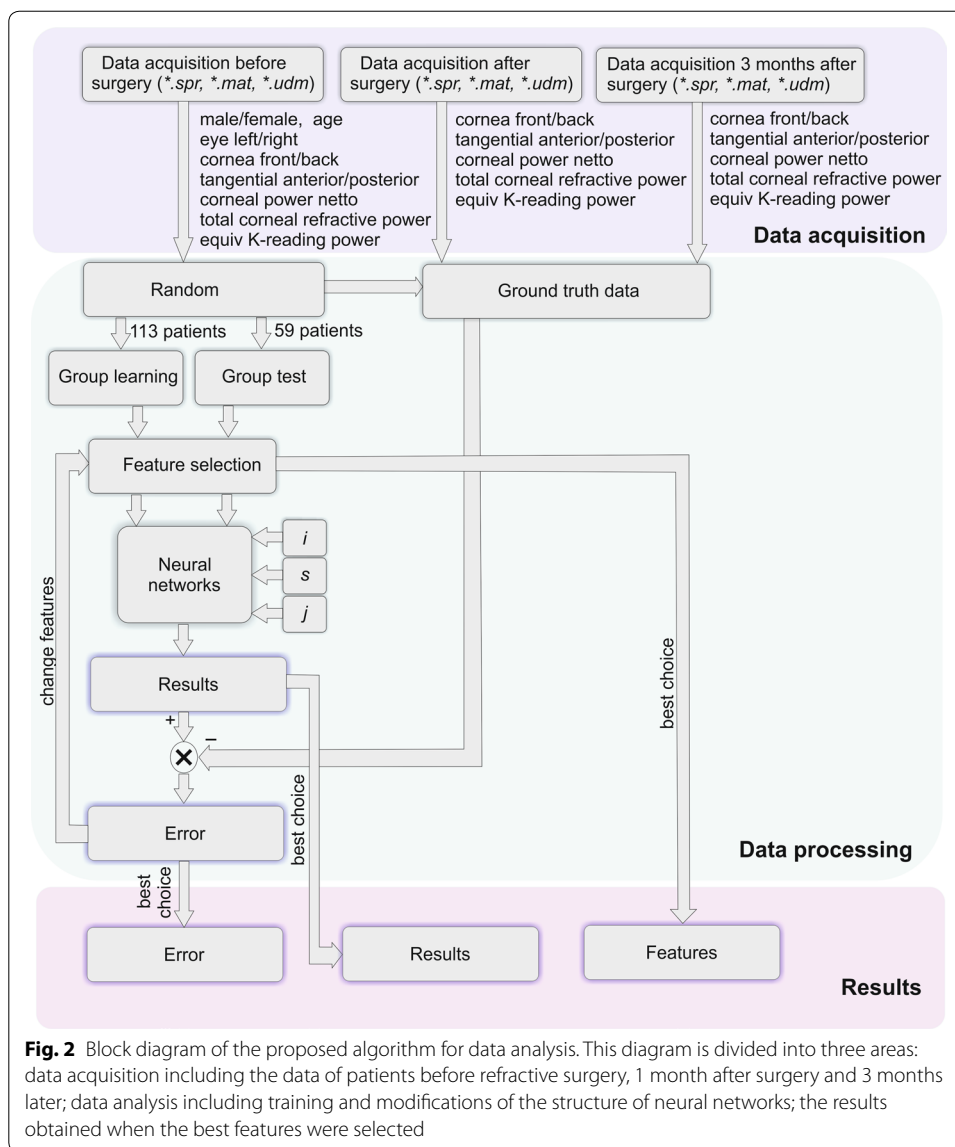 Data acquisition before
surgery (*.spr, *.mat, *.udm)
Data acquisition after
surgery (*.spr, *.mat, *.udm)
Data acquisition 3 months after
surgery (*.spr, *.mat, *.udm)
male/female, age
eye left/right
cornea front/back
tangential anterior/posterior
corneal power netto
total corneal refractive power
equiv K-reading power
cornea front/back
tangential anterior/posterior
corneal power netto
total corneal refractive power
equiv K-reading power
cornea front/back
tangential anterior/posterior
corneal power netto
total corneal refractive power
equiv K-reading power
Data acquisition
Random
Ground truth data
113 patients
59 patients
Group learning
Group test
Feature selection
Neural
networks
i
s
j
change features
Results
+
−
×
best choice
best choice
Error
Data processing
best
choice
Error
Results
Features
Results
Fig. 2 Block diagram of the proposed algorithm for data analysis. This diagram is divided into three areas:
data acquisition including the data of patients before refractive surgery, 1 month after surgery and 3 months
later; data analysis including training and modifications of the structure of neural networks; the results
obtained when the best features were selected